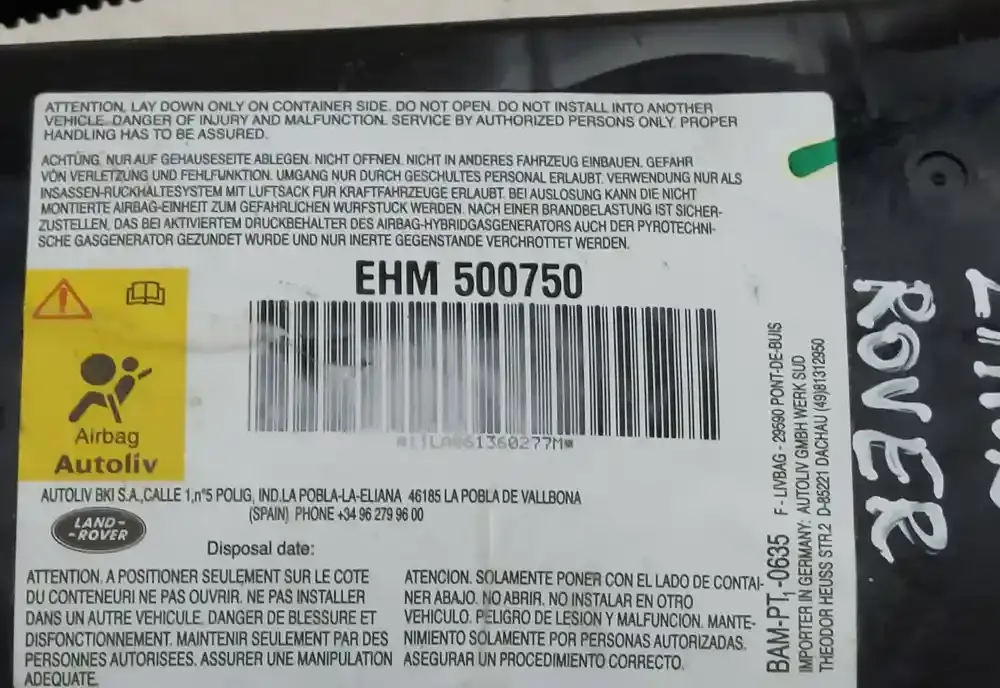 ATTENTION, LAY DOWN ONLY ON CONTAINER SIDE. DO NOT OPEN. DO NOT INSTALL INTO ANOTHER
VEHICLE. DANGER OF INJURY AND MALFUNCTION. SERVICE BY AUTHORIZED PERSONS ONLY. PROPER
HANDLING HAS TO BE ASSURED.
ACHTUNG. NUR AUF GEHAUSESEITE ABLEGEN. NICHT OFFNEN. NICHT IN ANDERES FAHRZEUG EINBAUEN. GEFAHR
VON VERLETZUNG UND FEHLFUNKTION. UMGANG NUR DURCH GESCHULTES PERSONAL ERLAUBT. VERWENDUNG NUR ALS
INSASSEN-RUCKHALTESYSTEM MIT LUFTSACK FUR KRAFTFAHRZEUGE ERLAUBT. BEI AUSLOSUNG KANN DIE NICHT
MONTIERTE AIRBAG-EINHEIT ZUM GEFAHRLICHEN WURFSTUCK WERDEN. NACH EINER BRANDBELASTUNG IST SICHER-
ZUSTELLEN, DAS BEI AKTIVIERTEM DRUCKBEHALTER DES AIRBAG-HYBRIDGASGENERATORS AUCH DER PYROTECHNI-
SCHE GASGENERATOR GEZUNDET WURDE UND NUR INERTE GEGENSTANDE VERCHROTTET WERDEN.
EHM 500750
Airbag
Autoliv
AUTOLIV BKI S.A.,CALLE 1,n°5 POLIG, IND.LA POBLA-LA-ELIANA 46185 LA POBLA DE VALLBONA
(SPAIN) PHONE +34 96 279 96 00
LAND-
ROVER
Disposal date:
ATTENTION. A POSITIONER SEULEMENT SUR LE COTE
DU CONTENEURI NE PAS OUVRIR. NE PAS INSTALLER
DANS UN AUTRE VEHICULE. DANGER DE BLESSURE ET
DISFONCTIONNEMENT. MAINTENIR SEULEMENT PAR DES
PERSONNES AUTORISEES. ASSURER UNE MANIPULATION
ADEQUATE.
ATENCION. SOLAMENTE PONER CON EL LADO DE CONTAI-
NER ABAJO. NO ABRIR. NO INSTALAR EN OTRO
VEHICULO. PELIGRO DE LESION Y MALFUNCION. MANTE-
NIMIENTO SOLAMENTE POR PERSONAS AUTORIZADAS.
ASEGURAR UN PROCEDIMIENTO CORRECTO.
BAM-PT,-0635 F - LIVBAG - 29590 PONT-DE-BUIS
IMPORTER IN GERMANY: AUTOLIV GMBH WERK SUD
THEODOR HEUSS STR.2 D-85221 DACHAU (49)81312950
ROVER